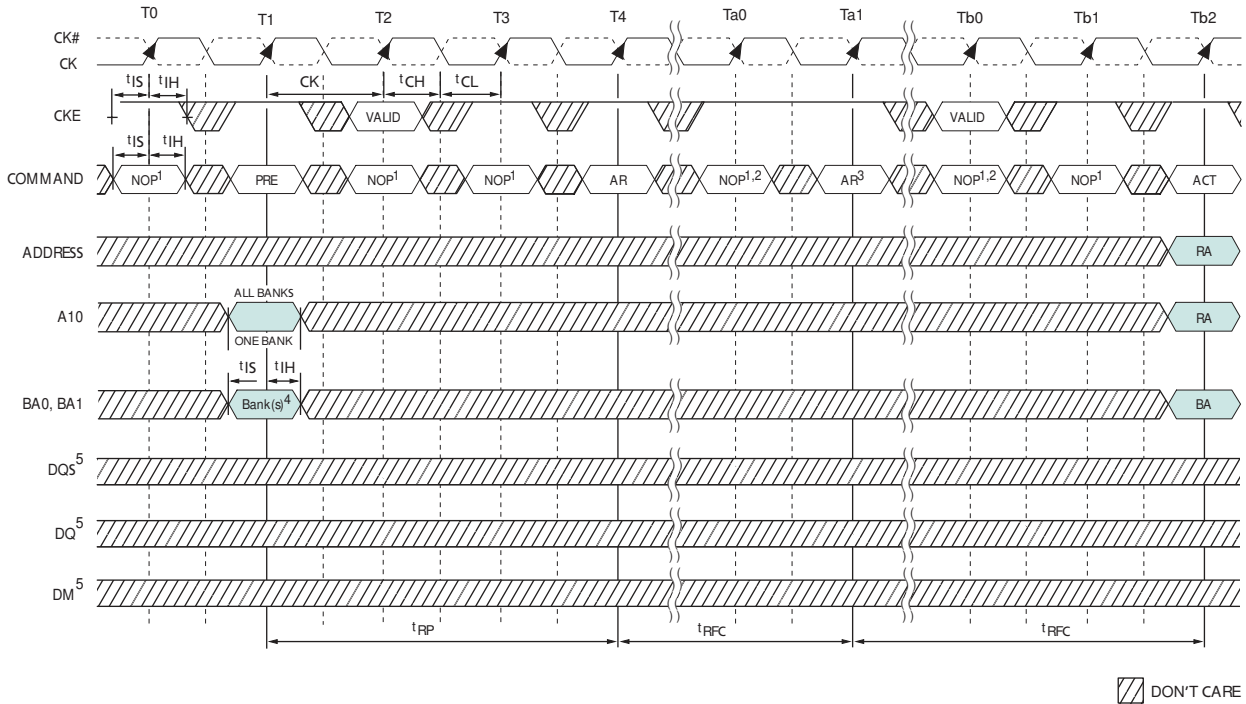 T0 T1 T2 T3 T4 Ta0 Ta1 Tb0 Tb1 Tb2
CK#
CK
tIS tIH CK tCH tCL
CKE VALID VALID
tIS tIH
COMMAND NOP1 PRE NOP1 NOP1 AR NOP1,2 AR3 NOP1,2 NOP1 ACT
ADDRESS RA
ALL BANKS
A10 RA
ONE BANK
tIS tIH
BA0, BA1 Bank(s)4 BA
DQS5
DQ5
DM5
tRP tRFC tRFC
DON'T CARE